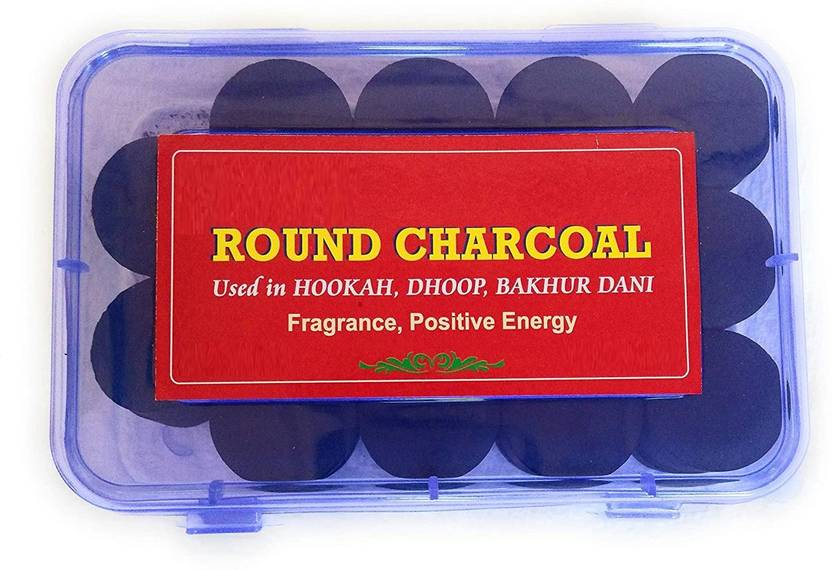 ROUND CHARCOAL
Used in HOOKAH, DHOOP, BAKHUR DANI
Fragrance, Positive Energy